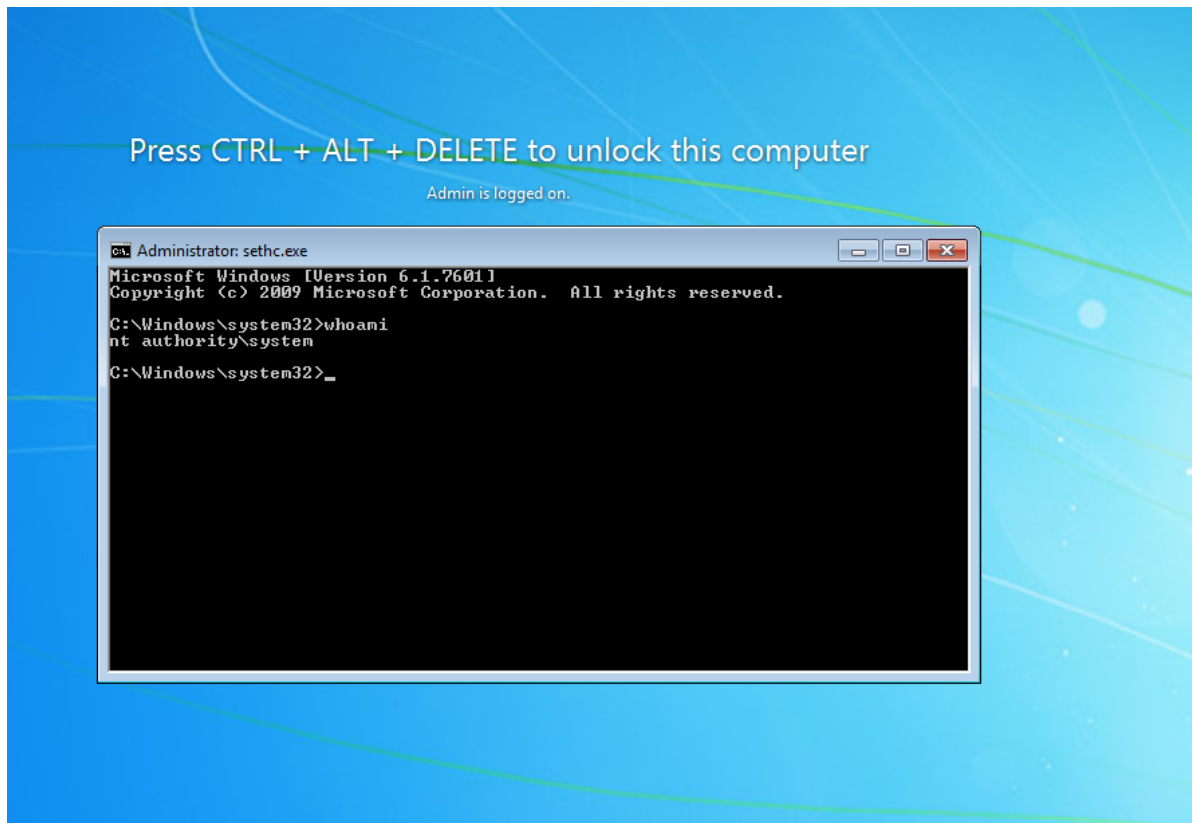 Press CTRL + ALT + DELETE to unlock this computer
Admin is logged on.
Administrator: sethc.exe
Microsoft Windows [Version 6.1.7601]
Copyright (c) 2009 Microsoft Corporation.  All rights reserved.
C:\Windows\system32>whoami
nt authority\system
C:\Windows\system32>_